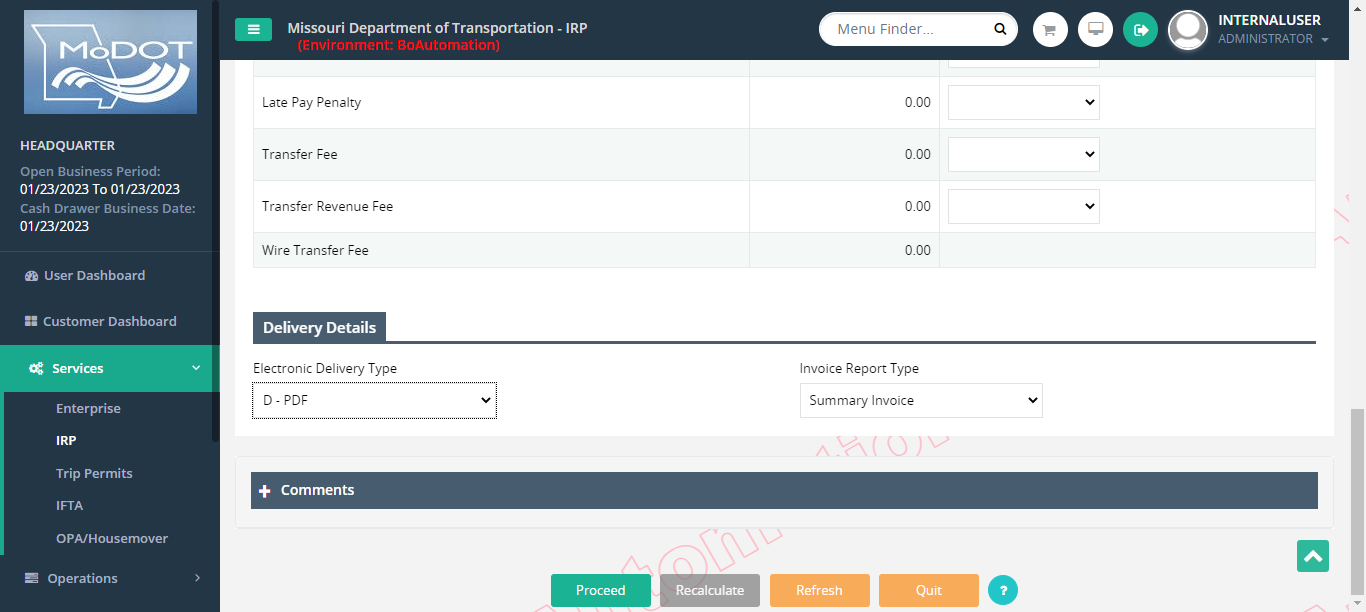 MoDOT
Missouri Department of Transportation - IRP
(Environment: BoAutomation)
Menu Finder...
INTERNALUSER
ADMINISTRATOR
HEADQUARTER
Open Business Period:
01/23/2023 To 01/23/2023
Cash Drawer Business Date:
01/23/2023
User Dashboard
Customer Dashboard
Services
Enterprise
IRP
Trip Permits
IFTA
OPA/Housemover
Operations
Late Pay Penalty 0.00
Transfer Fee 0.00
Transfer Revenue Fee 0.00
Wire Transfer Fee 0.00
Delivery Details
Electronic Delivery Type Invoice Report Type
D - PDF Summary Invoice
Comments
Proceed Recalculate Refresh Quit ?